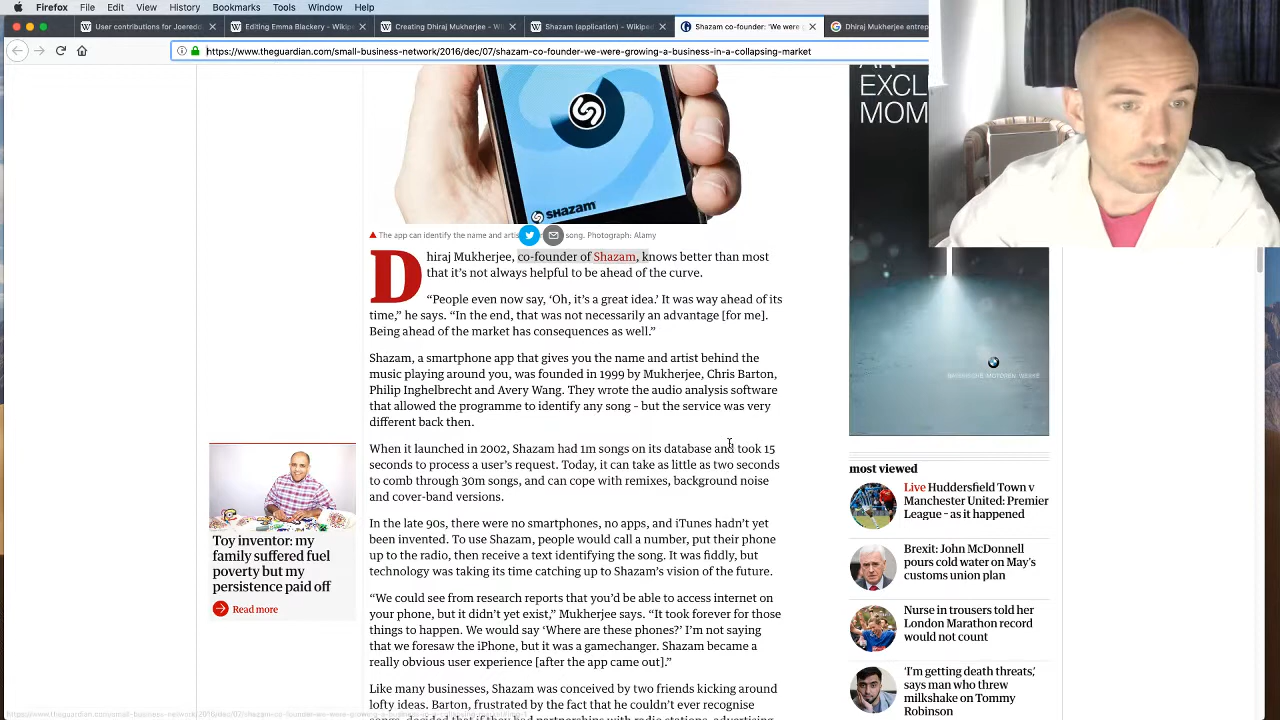 Firefox File Edit View History Bookmarks Tools Window Help
User contributions for Joeredd
Editing Emma Blackery - Wikip
Creating Dhiraj Mukherjee - W
Shazam (application) - Wikiped
Shazam co-founder: 'We were g
Dhiraj Mukherjee entrep
https://www.theguardian.com/small-business-network/2016/dec/07/shazam-co-founder-we-were-growing-a-business-in-a-collapsing-market
EXCL
MOM
SHAZAM
The app can identify the name and artis song. Photograph: Alamy
Dhiraj Mukherjee, co-founder of Shazam, knows better than most
that it's not always helpful to be ahead of the curve.
“People even now say, ‘Oh, it's a great idea.’ It was way ahead of its
time,” he says. “In the end, that was not necessarily an advantage [for me].
Being ahead of the market has consequences as well.”
Shazam, a smartphone app that gives you the name and artist behind the
music playing around you, was founded in 1999 by Mukherjee, Chris Barton,
Philip Inghelbrecht and Avery Wang. They wrote the audio analysis software
that allowed the programme to identify any song – but the service was very
different back then.
When it launched in 2002, Shazam had 1m songs on its database and took 15
seconds to process a user's request. Today, it can take as little as two seconds
to comb through 30m songs, and can cope with remixes, background noise
and cover-band versions.
In the late 90s, there were no smartphones, no apps, and iTunes hadn't yet
been invented. To use Shazam, people would call a number, put their phone
up to the radio, then receive a text identifying the song. It was fiddly, but
technology was taking its time catching up to Shazam's vision of the future.
“We could see from research reports that you'd be able to access internet on
your phone, but it didn't yet exist,” Mukherjee says. “It took forever for those
things to happen. We would say ‘Where are these phones?’ I'm not saying
that we foresaw the iPhone, but it was a gamechanger. Shazam became a
really obvious user experience [after the app came out].”
Like many businesses, Shazam was conceived by two friends kicking around
lofty ideas. Barton, frustrated by the fact that he couldn't ever recognise
Toy inventor: my
family suffered fuel
poverty but my
persistence paid off
Read more
most viewed
Live Huddersfield Town v
Manchester United: Premier
League – as it happened
Brexit: John McDonnell
pours cold water on May's
customs union plan
Nurse in trousers told her
London Marathon record
would not count
‘I'm getting death threats,’
says man who threw
milkshake on Tommy
Robinson